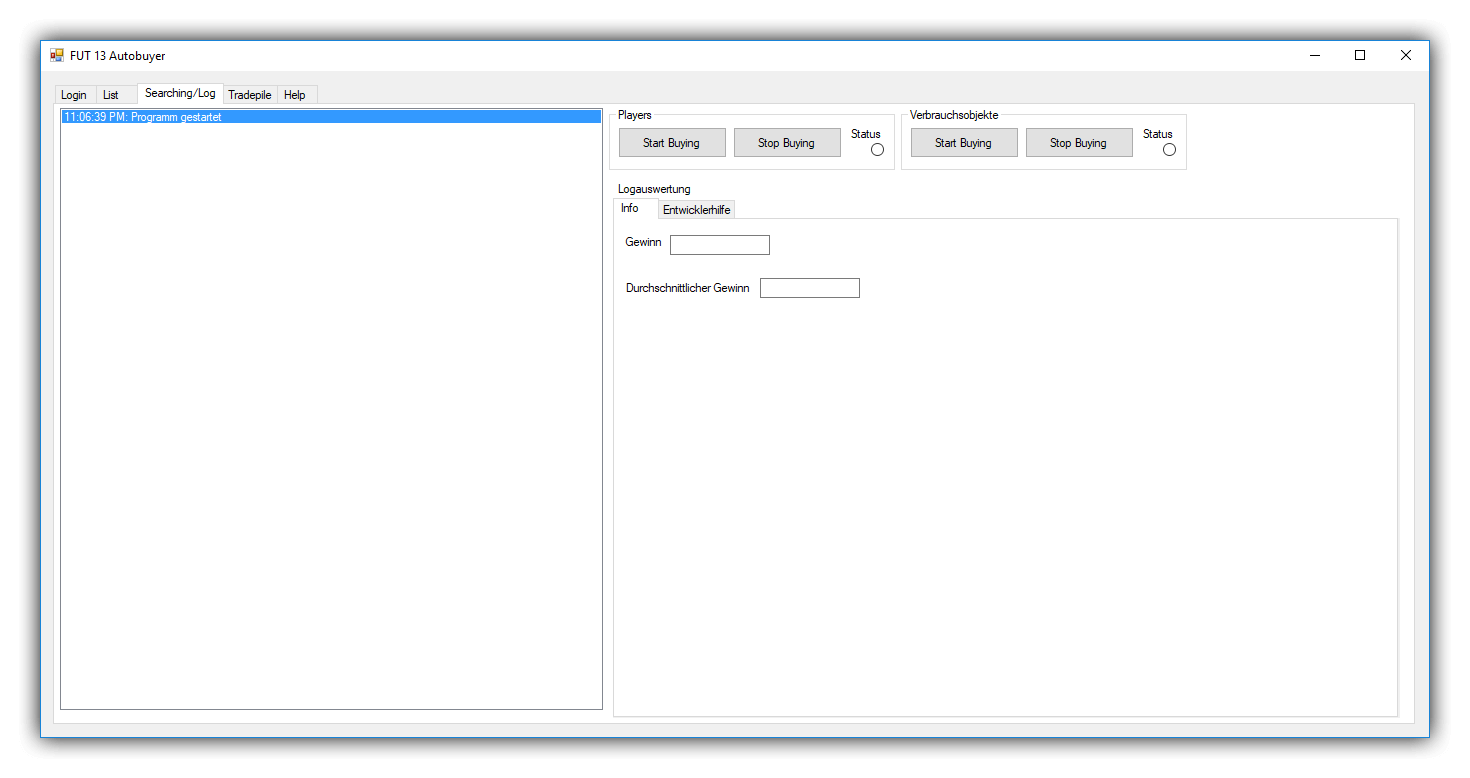 FUT 13 Autobuyer
Login List Searching/Log Tradepile Help
11:06:39 PM: Programm gestartet
Players
Start Buying Stop Buying Status
Verbrauchsobjekte
Start Buying Stop Buying Status
Logauswertung
Info Entwicklerhilfe
Gewinn
Durchschnittlicher Gewinn